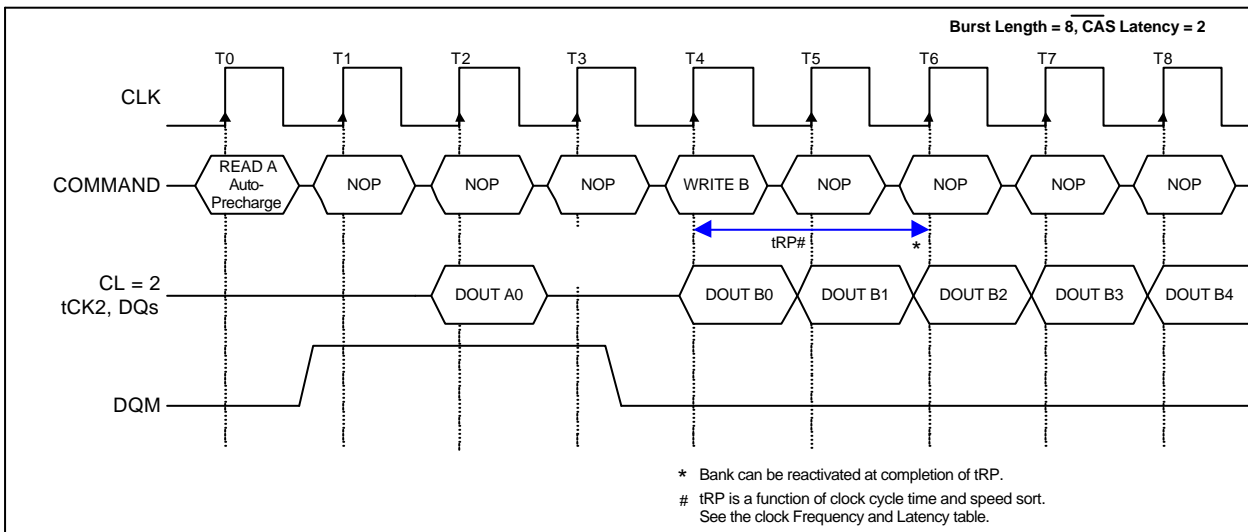 Burst Length = 8, CAS Latency = 2
T0 T1 T2 T3 T4 T5 T6 T7 T8
CLK
COMMAND
READ A
Auto-
Precharge
NOP NOP NOP WRITE B NOP NOP NOP NOP
tRP# *
CL = 2
tCK2, DQs
DOUT A0 DOUT B0 DOUT B1 DOUT B2 DOUT B3 DOUT B4
DQM
* Bank can be reactivated at completion of tRP.
# tRP is a function of clock cycle time and speed sort.
See the clock Frequency and Latency table.